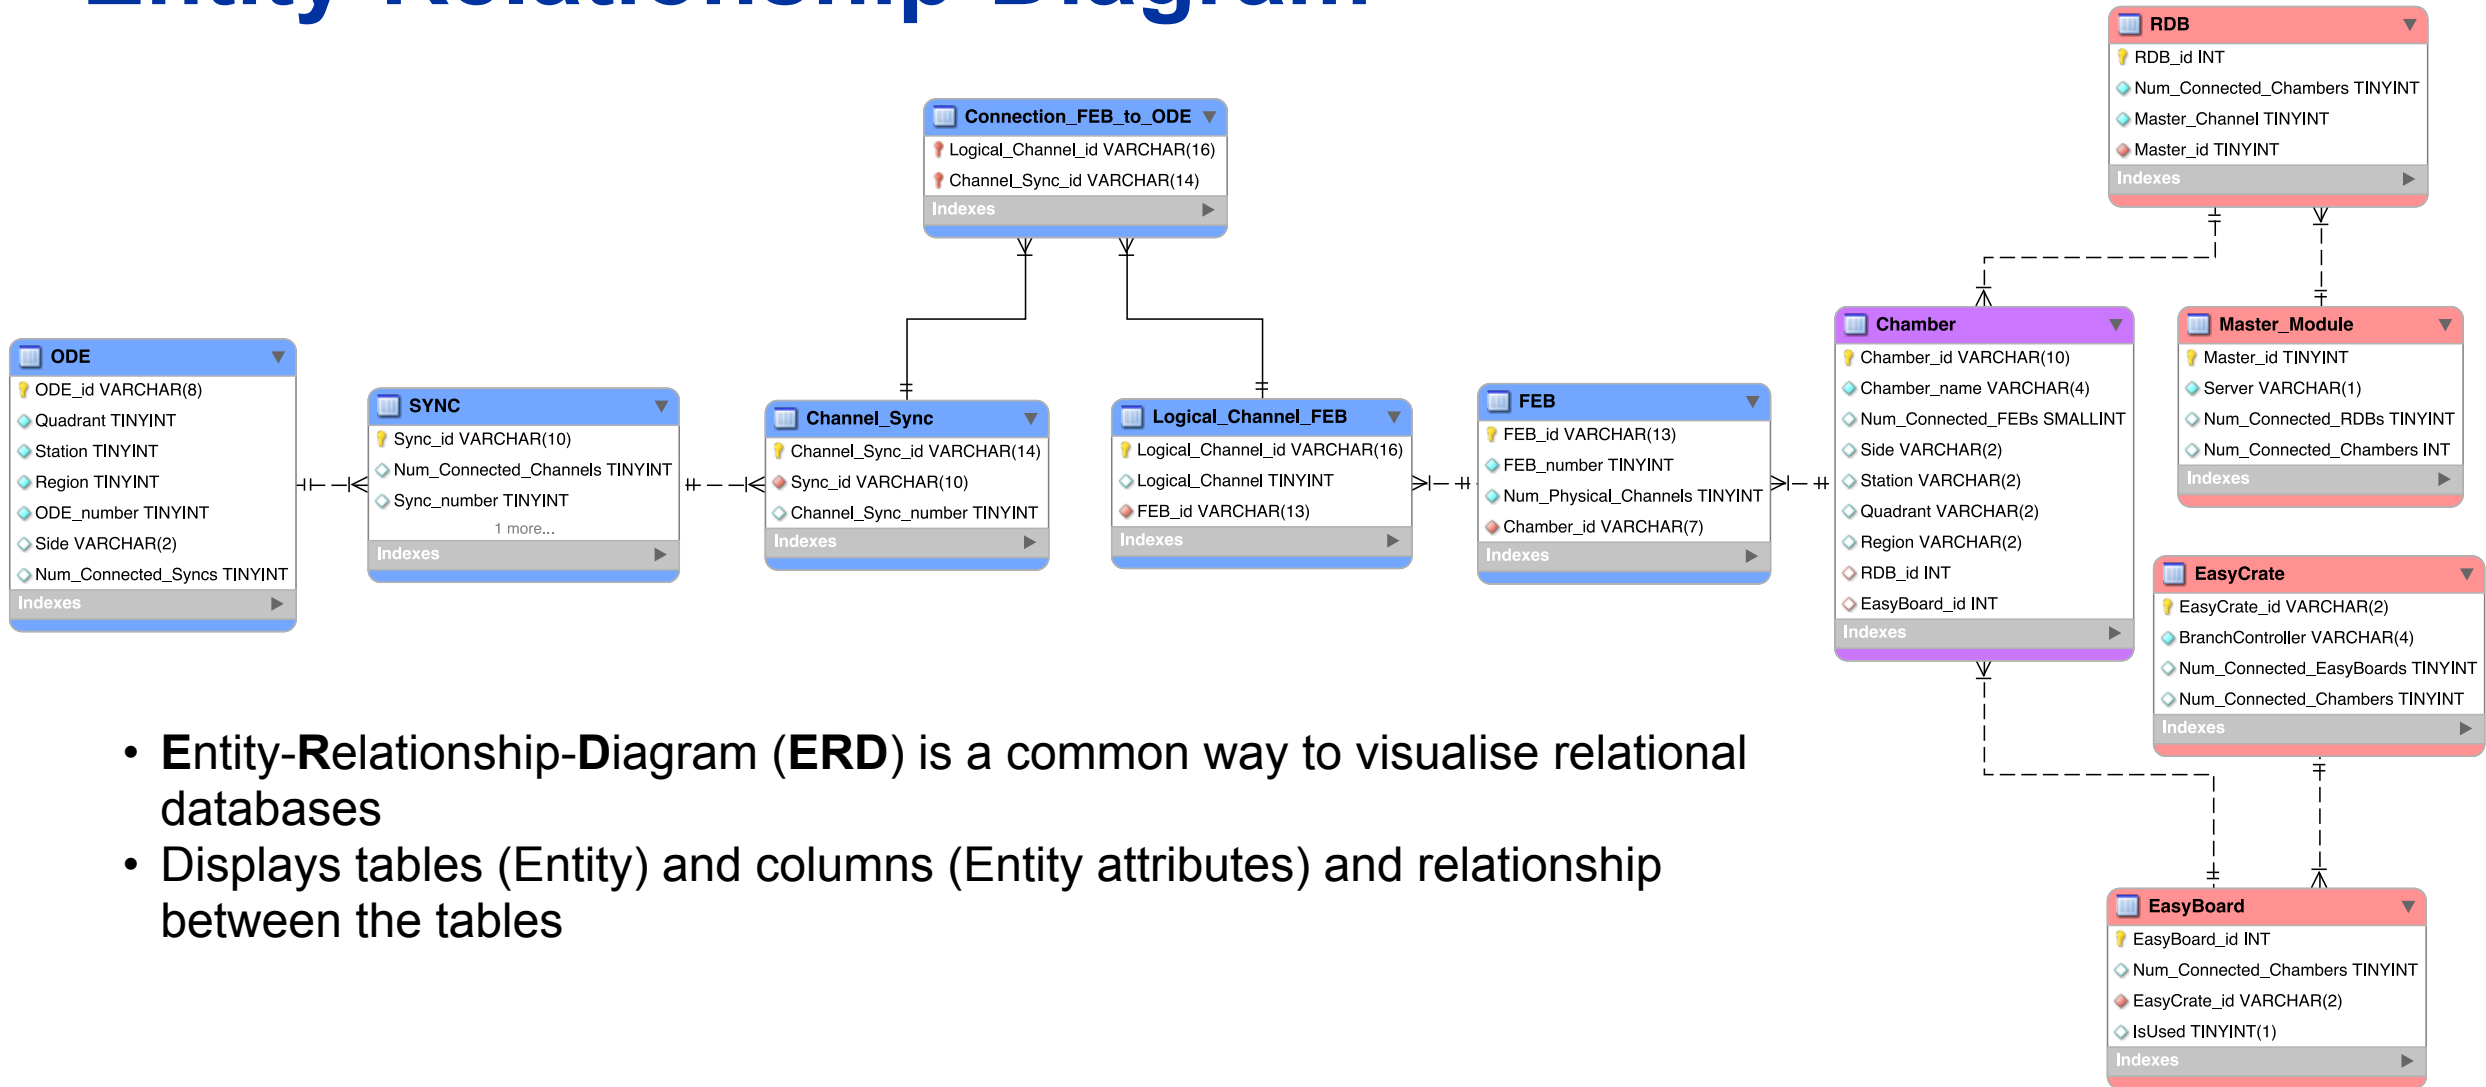 Entity-Relationship-Diagram
RDB
RDB_id INT
Num_Connected_Chambers TINYINT
Master_Channel TINYINT
Master_id TINYINT
Indexes
Connection_FEB_to_ODE
Logical_Channel_id VARCHAR(16)
Channel_Sync_id VARCHAR(14)
Indexes
ODE
ODE_id VARCHAR(8)
Quadrant TINYINT
Station TINYINT
Region TINYINT
ODE_number TINYINT
Side VARCHAR(2)
Num_Connected_Syncs TINYINT
Indexes
SYNC
Sync_id VARCHAR(10)
Num_Connected_Channels TINYINT
Sync_number TINYINT
1 more...
Indexes
Channel_Sync
Channel_Sync_id VARCHAR(14)
Sync_id VARCHAR(10)
Channel_Sync_number TINYINT
Indexes
Logical_Channel_FEB
Logical_Channel_id VARCHAR(16)
Logical_Channel TINYINT
FEB_id VARCHAR(13)
Indexes
FEB
FEB_id VARCHAR(13)
FEB_number TINYINT
Num_Physical_Channels TINYINT
Chamber_id VARCHAR(7)
Indexes
Chamber
Chamber_id VARCHAR(10)
Chamber_name VARCHAR(4)
Num_Connected_FEBs SMALLINT
Side VARCHAR(2)
Station VARCHAR(2)
Quadrant VARCHAR(2)
Region VARCHAR(2)
RDB_id INT
EasyBoard_id INT
Indexes
Master_Module
Master_id TINYINT
Server VARCHAR(1)
Num_Connected_RDBs TINYINT
Num_Connected_Chambers INT
Indexes
EasyCrate
EasyCrate_id VARCHAR(2)
BranchController VARCHAR(4)
Num_Connected_EasyBoards TINYINT
Num_Connected_Chambers TINYINT
Indexes
• Entity-Relationship-Diagram (ERD) is a common way to visualise relational
databases
• Displays tables (Entity) and columns (Entity attributes) and relationship
between the tables
EasyBoard
EasyBoard_id INT
Num_Connected_Chambers TINYINT
EasyCrate_id VARCHAR(2)
IsUsed TINYINT(1)
Indexes